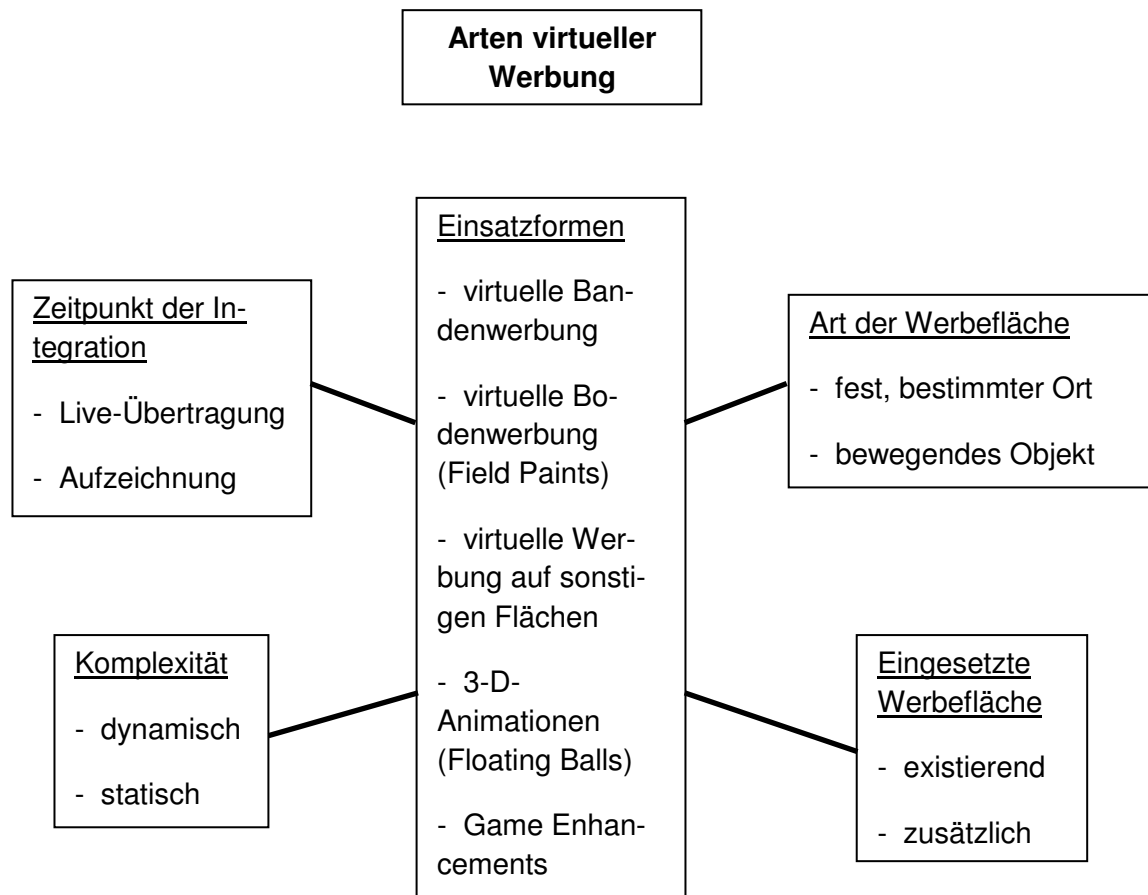 Arten virtueller
Werbung
Zeitpunkt der In-
tegration
- Live-Übertragung
- Aufzeichnung
Komplexität
- dynamisch
- statisch
Einsatzformen
- virtuelle Ban-
denwerbung
- virtuelle Bo-
denwerbung
(Field Paints)
- virtuelle Wer-
bung auf sonsti-
gen Flächen
- 3-D-
Animationen
(Floating Balls)
- Game Enhan-
cements
Art der Werbefläche
- fest, bestimmter Ort
- bewegendes Objekt
Eingesetzte
Werbefläche
- existierend
- zusätzlich